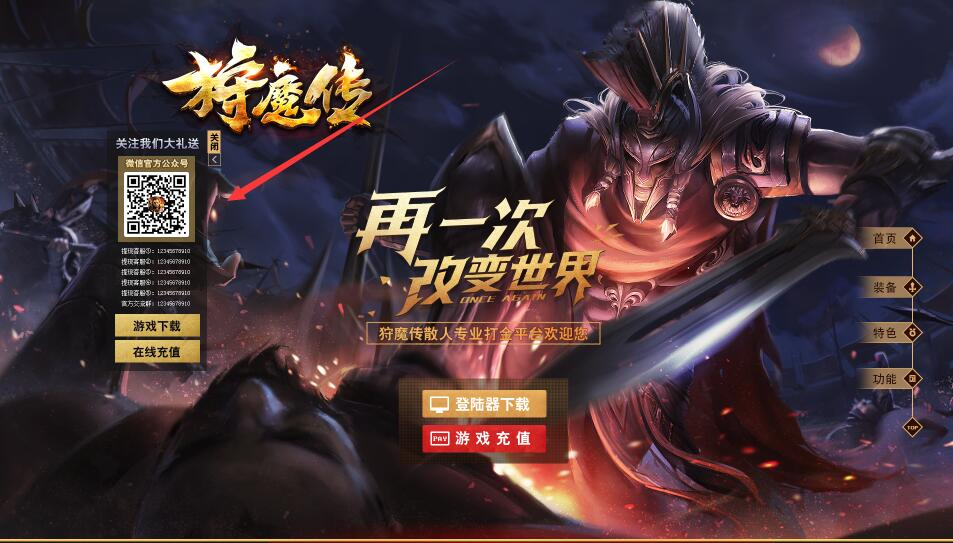 狩魔传
关注我们大礼送
关闭
<
微信官方公众号
提现客服①：12345678910
提现客服②：12345678910
提现客服③：12345678910
提现客服④：12345678910
提现客服⑤：12345678910
官方交流群：12345678910
游戏下载
在线充值
再一次
改变世界
ONCE AGAIN
狩魔传散人专业打金平台欢迎您
登陆器下载
PAY 游戏充值
首页
装备
特色
功能
TOP